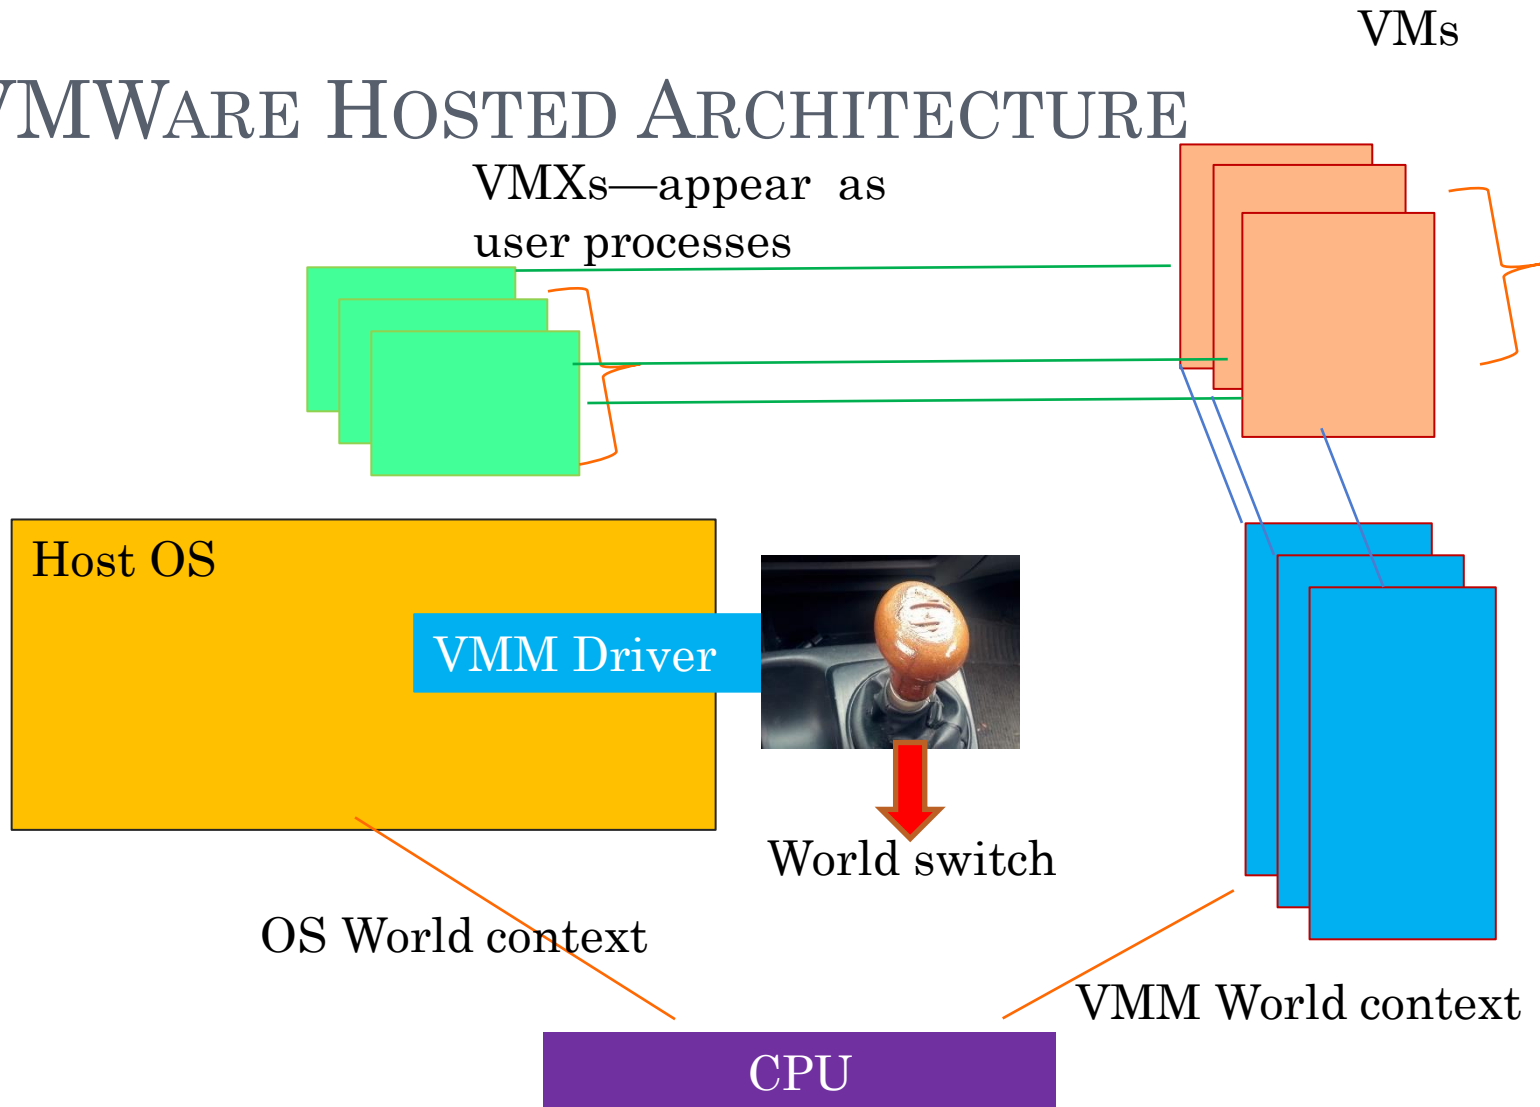 VMs
VMWARE HOSTED ARCHITECTURE
VMXs—appear as
user processes
Host OS
VMM Driver
World switch
OS World context
VMM World context
CPU